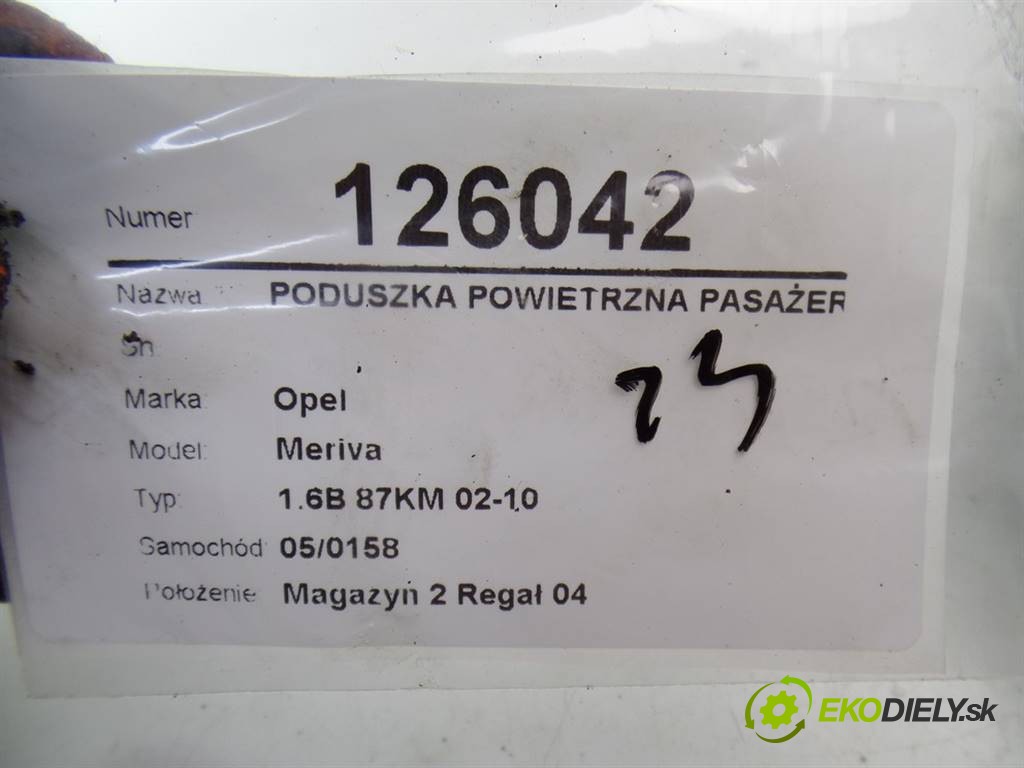 Numer 126042
Nazwa PODUSZKA POWIETRZNA PASAŻER
Sn
Marka: Opel
Model: Meriva
Typ: 1.6B 87KM 02-10
Samochód: 05/0158
Położenie: Magazyn 2 Regał 04
23
EKODIELY.sk